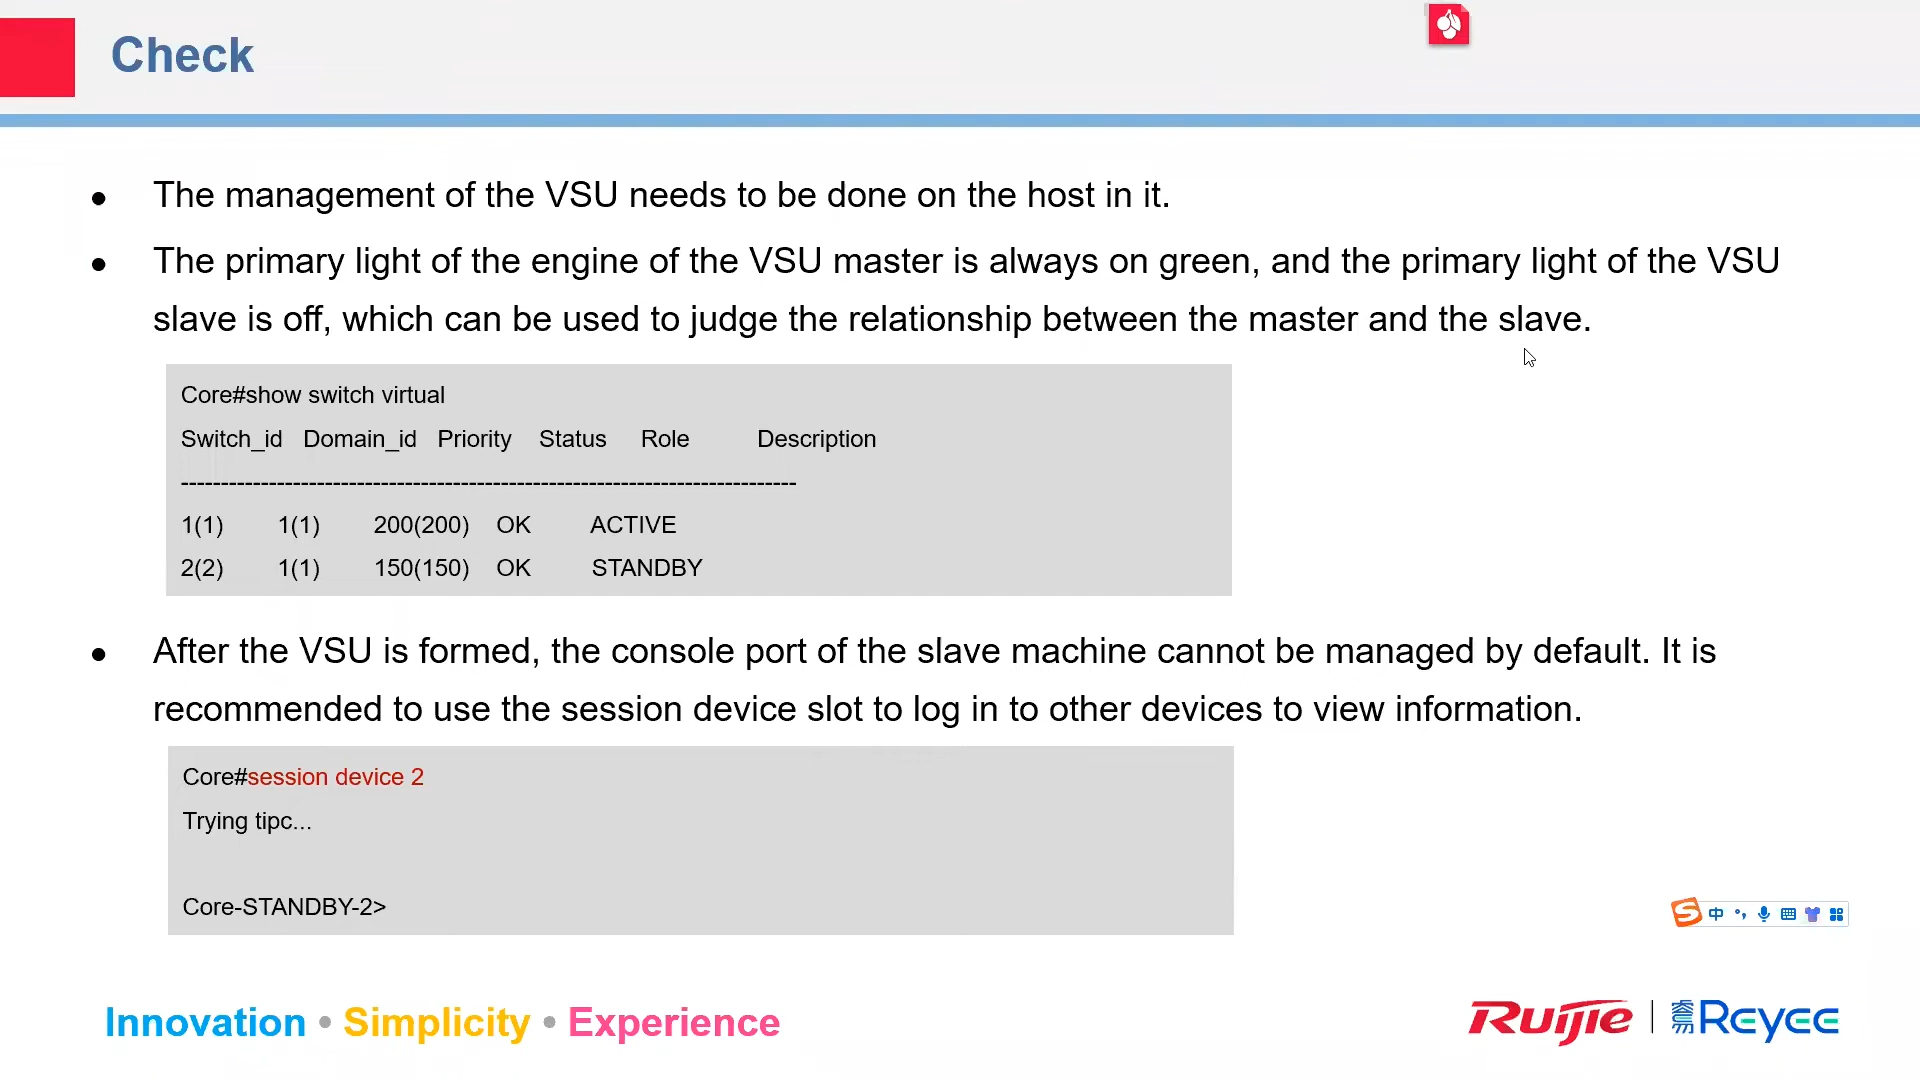 Check
● The management of the VSU needs to be done on the host in it.
● The primary light of the engine of the VSU master is always on green, and the primary light of the VSU
slave is off, which can be used to judge the relationship between the master and the slave.
Core#show switch virtual
Switch_id Domain_id Priority Status Role Description
-----------------------------------------------------------------------------
1(1) 1(1) 200(200) OK ACTIVE
2(2) 1(1) 150(150) OK STANDBY
● After the VSU is formed, the console port of the slave machine cannot be managed by default. It is
recommended to use the session device slot to log in to other devices to view information.
Core#session device 2
Trying tipc...
Core-STANDBY-2>
S 中 °,
Innovation • Simplicity • Experience
Ruijie | 睿易 Reyee